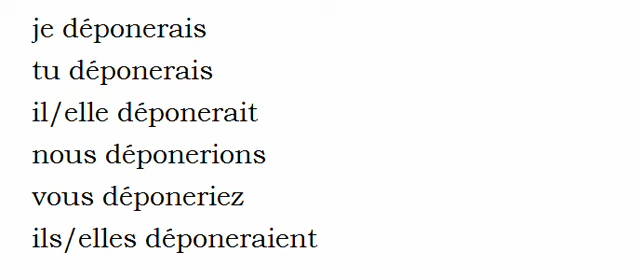 je déponerais
tu déponerais
il/elle déponerait
nous déponerions
vous déponeriez
ils/elles déponeraient